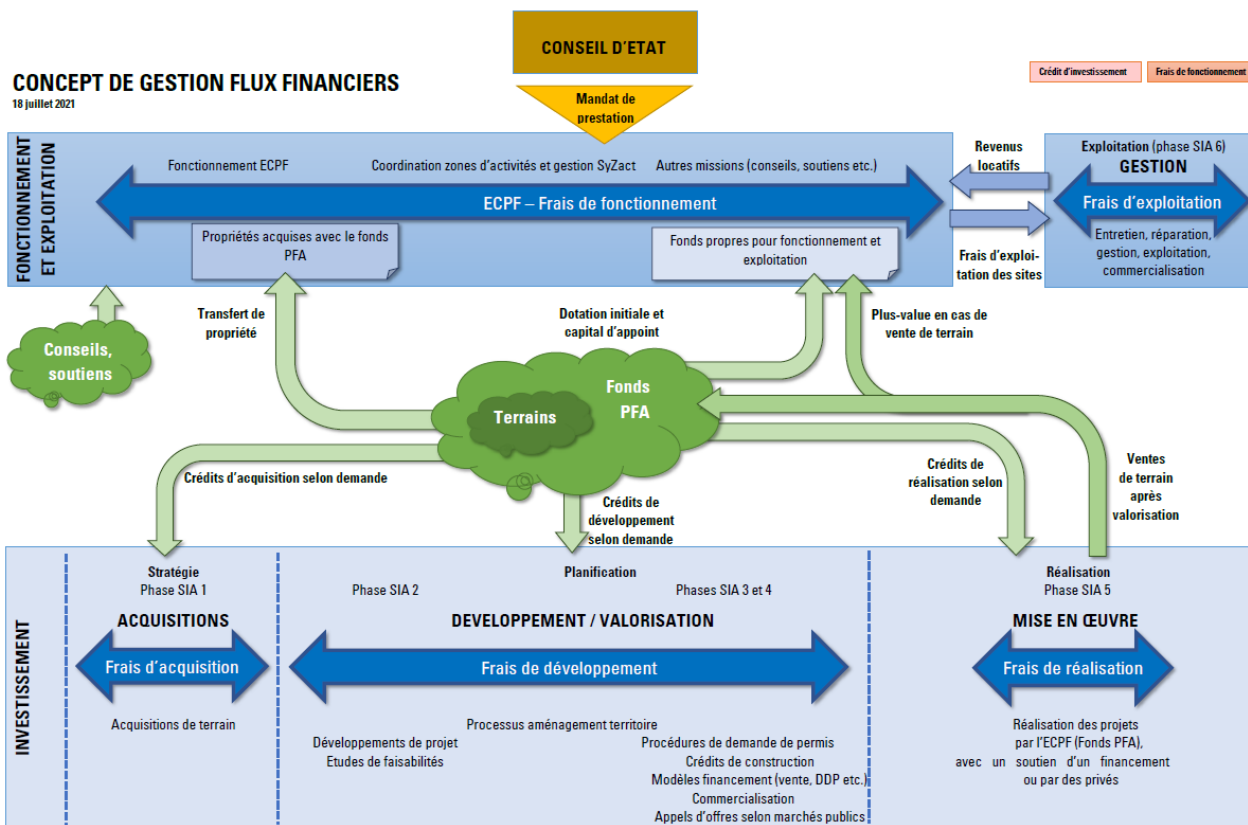 CONSEIL D'ETAT
CONCEPT DE GESTION FLUX FINANCIERS
18 juillet 2021
Crédit d'investissement
Frais de fonctionnement
Mandat de
prestation
FONCTIONNEMENT
ET EXPLOITATION
Fonctionnement ECPF
Coordination zones d'activités et gestion SyZact
Autres missions (conseils, soutiens etc.)
ECPF – Frais de fonctionnement
Propriétés acquises avec le fonds
PFA
Fonds propres pour fonctionnement et
exploitation
Revenus
locatifs
Frais d'exploi-
tation des sites
Exploitation (phase SIA 6)
GESTION
Frais d'exploitation
Entretien, réparation,
gestion, exploitation,
commercialisation
Conseils,
soutiens
Transfert de
propriété
Dotation initiale et
capital d'appoint
Plus-value en cas de
vente de terrain
Fonds
PFA
Terrains
Crédits d'acquisition selon demande
Crédits de
développement
selon demande
Crédits de
réalisation selon
demande
Ventes
de terrain
après
valorisation
INVESTISSEMENT
Stratégie
Phase SIA 1
ACQUISITIONS
Frais d'acquisition
Acquisitions de terrain
Planification
Phase SIA 2
Phases SIA 3 et 4
DEVELOPPEMENT / VALORISATION
Frais de développement
Processus aménagement territoire
Développements de projet
Etudes de faisabilités
Procédures de demande de permis
Crédits de construction
Modèles financement (vente, DDP etc.)
Commercialisation
Appels d'offres selon marchés publics
Réalisation
Phase SIA 5
MISE EN ŒUVRE
Frais de réalisation
Réalisation des projets
par l'ECPF (Fonds PFA),
avec un soutien d'un financement
ou par des privés